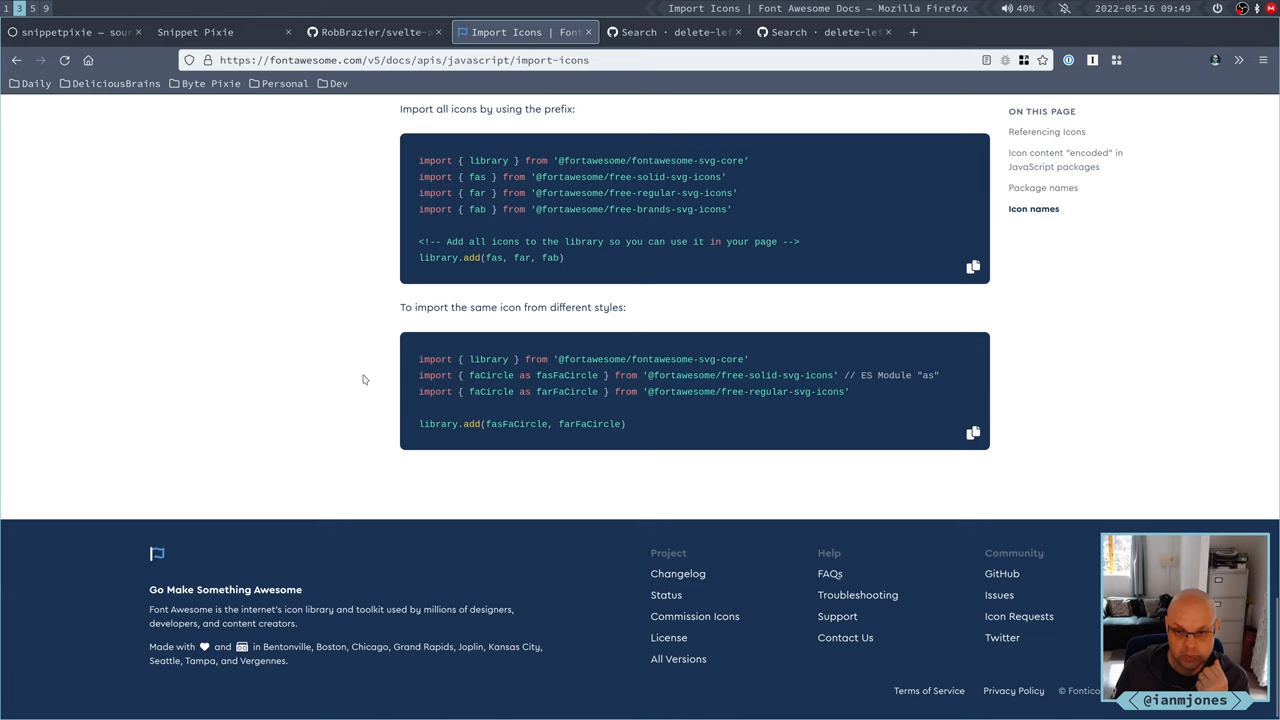 1 3 5 9
Import Icons | Font Awesome Docs — Mozilla Firefox
40%
2022-05-16 09:49
snippetpixie — sour
Snippet Pixie
RobBrazier/svelte-a
Import Icons | Font
Search · delete-lef
Search · delete-lef
https://fontawesome.com/v5/docs/apis/javascript/import-icons
Daily
DeliciousBrains
Byte Pixie
Personal
Dev
Import all icons by using the prefix:
import { library } from '@fortawesome/fontawesome-svg-core'
import { fas } from '@fortawesome/free-solid-svg-icons'
import { far } from '@fortawesome/free-regular-svg-icons'
import { fab } from '@fortawesome/free-brands-svg-icons'
<!-- Add all icons to the library so you can use it in your page -->
library.add(fas, far, fab)
To import the same icon from different styles:
import { library } from '@fortawesome/fontawesome-svg-core'
import { faCircle as fasFaCircle } from '@fortawesome/free-solid-svg-icons' // ES Module "as"
import { faCircle as farFaCircle } from '@fortawesome/free-regular-svg-icons'
library.add(fasFaCircle, farFaCircle)
ON THIS PAGE
Referencing Icons
Icon content "encoded" in
JavaScript packages
Package names
Icon names
Go Make Something Awesome
Font Awesome is the internet's icon library and toolkit used by millions of designers,
developers, and content creators.
Made with and in Bentonville, Boston, Chicago, Grand Rapids, Joplin, Kansas City,
Seattle, Tampa, and Vergennes.
Project
Changelog
Status
Commission Icons
License
All Versions
Help
FAQs
Troubleshooting
Support
Contact Us
Community
GitHub
Issues
Icon Requests
Twitter
Terms of Service
Privacy Policy
© Fontico
@ianmjones